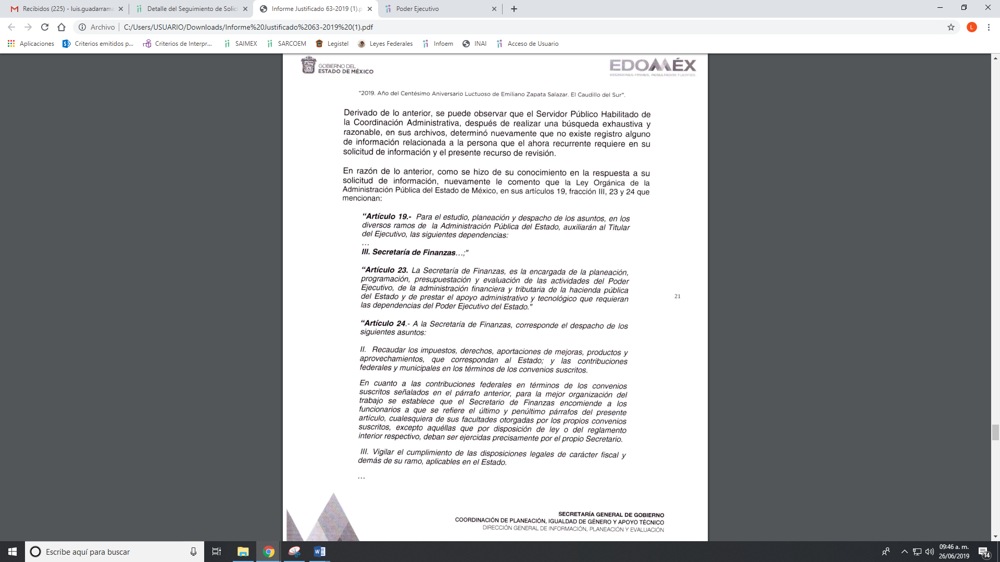 Recibidos (225) - luis.guadarrama
Detalle del Seguimiento de Solici
Informe Justificado 63-2019 (1).p
Poder Ejecutivo
Archivo
C:/Users/USUARIO/Downloads/Informe%20Justificado%2063-2019%20(1).pdf
L
Aplicaciones
Criterios emitidos p...
Criterios de Interpr...
SAIMEX
SARCOEM
Legistel
Leyes Federales
Infoem
INAI
Acceso de Usuario
GOBIERNO DEL
ESTADO DE MÉXICO
EDOMÉX
DECISIONES FIRMES, RESULTADOS FUERTES.
“2019. Año del Centésimo Aniversario Luctuoso de Emiliano Zapata Salazar. El Caudillo del Sur”.
Derivado de lo anterior, se puede observar que el Servidor Público Habilitado de
la Coordinación Administrativa, después de realizar una búsqueda exhaustiva y
razonable, en sus archivos, determinó nuevamente que no existe registro alguno
de información relacionada a la persona que el ahora recurrente requiere en su
solicitud de información y el presente recurso de revisión.
En razón de lo anterior, como se hizo de su conocimiento en la respuesta a su
solicitud de información, nuevamente le comento que la Ley Orgánica de la
Administración Pública del Estado de México, en sus artículos 19, fracción III, 23 y 24 que
mencionan:
“Artículo 19.- Para el estudio, planeación y despacho de los asuntos, en los
diversos ramos de la Administración Pública del Estado, auxiliarán al Titular
del Ejecutivo, las siguientes dependencias:
…
III. Secretaría de Finanzas…;”
“Artículo 23. La Secretaría de Finanzas, es la encargada de la planeación,
programación, presupuestación y evaluación de las actividades del Poder
Ejecutivo, de la administración financiera y tributaria de la hacienda pública
del Estado y de prestar el apoyo administrativo y tecnológico que requieran
las dependencias del Poder Ejecutivo del Estado.”
21
“Artículo 24.- A la Secretaría de Finanzas, corresponde el despacho de los
siguientes asuntos:
II. Recaudar los impuestos, derechos, aportaciones de mejoras, productos y
aprovechamientos, que correspondan al Estado; y las contribuciones
federales y municipales en los términos de los convenios suscritos.
En cuanto a las contribuciones federales en términos de los convenios
suscritos señalados en el párrafo anterior, para la mejor organización del
trabajo se establece que el Secretario de Finanzas encomiende a los
funcionarios a que se refiere el último y penúltimo párrafos del presente
artículo, cualesquiera de sus facultades otorgadas por los propios convenios
suscritos, excepto aquéllas que por disposición de ley o del reglamento
interior respectivo, deban ser ejercidas precisamente por el propio Secretario.
III. Vigilar el cumplimiento de las disposiciones legales de carácter fiscal y
demás de su ramo, aplicables en el Estado.
…
SECRETARÍA GENERAL DE GOBIERNO
COORDINACIÓN DE PLANEACIÓN, IGUALDAD DE GÉNERO Y APOYO TÉCNICO
DIRECCIÓN GENERAL DE INFORMACIÓN, PLANEACIÓN Y EVALUACIÓN
Escribe aquí para buscar
09:46 a. m.
26/06/2019
14